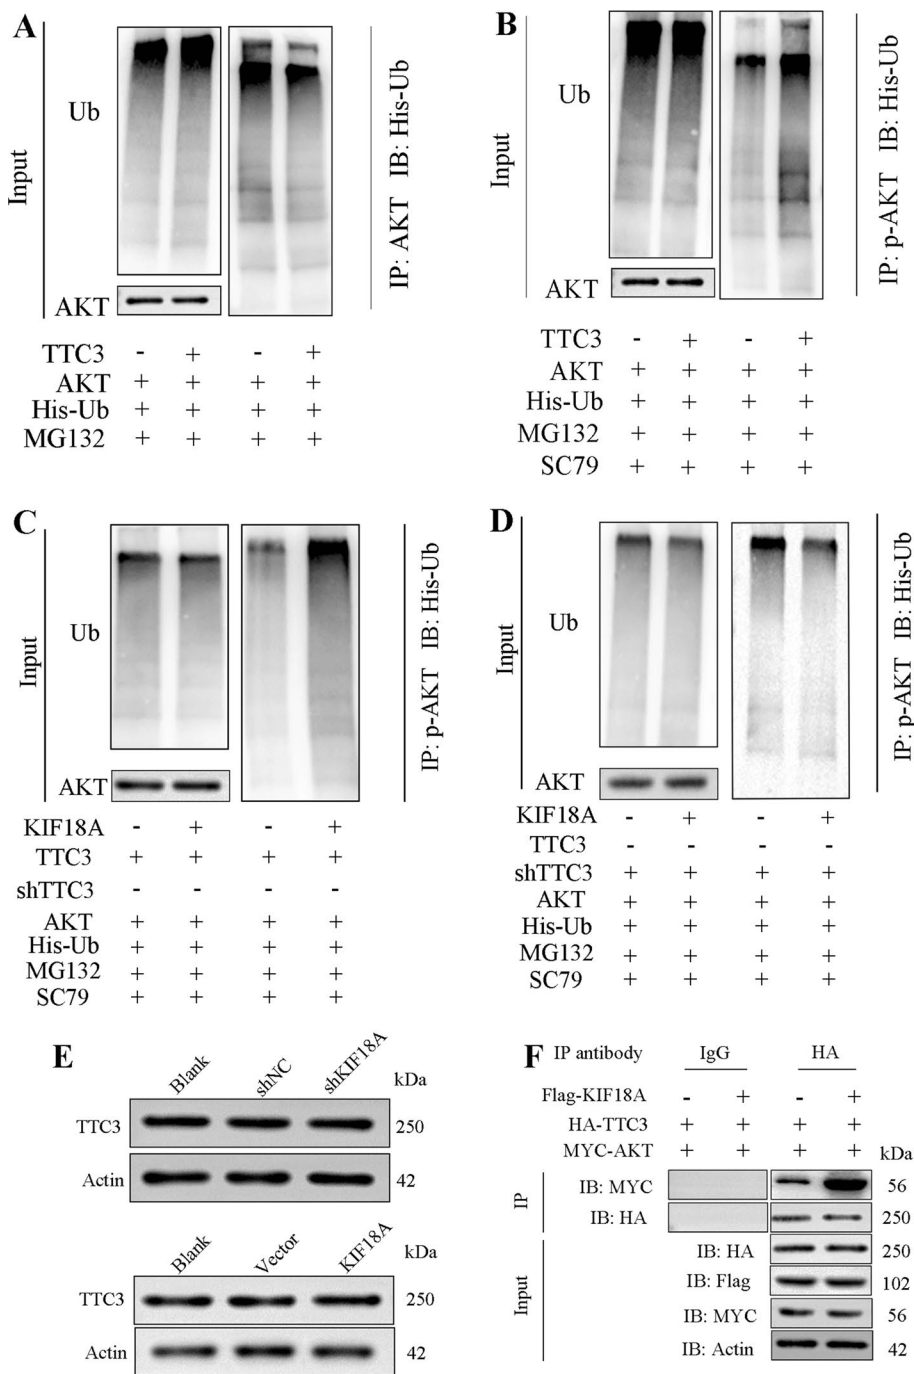 A
Input
Ub
AKT
IP: AKT IB: His-Ub
TTC3 - + - +
AKT + + + +
His-Ub + + + +
MG132 + + + +
B
Input
Ub
AKT
IP: p-AKT IB: His-Ub
TTC3 - + - +
AKT + + + +
His-Ub + + + +
MG132 + + + +
SC79 + + + +
C
Input
Ub
AKT
IP: p-AKT IB: His-Ub
KIF18A - + - +
TTC3 + + + +
shTTC3 - - - -
AKT + + + +
His-Ub + + + +
MG132 + + + +
SC79 + + + +
D
Input
Ub
AKT
IP: p-AKT IB: His-Ub
KIF18A - + - +
TTC3 - - - -
shTTC3 + + + +
AKT + + + +
His-Ub + + + +
MG132 + + + +
SC79 + + + +
E
Blank shNC shKIF18A kDa
TTC3 250
Actin 42
Blank Vector KIF18A kDa
TTC3 250
Actin 42
F IP antibody IgG HA
Flag-KIF18A - + - +
HA-TTC3 + + + +
MYC-AKT + + + + kDa
IP
IB: MYC 56
IB: HA 250
Input
IB: HA 250
IB: Flag 102
IB: MYC 56
IB: Actin 42